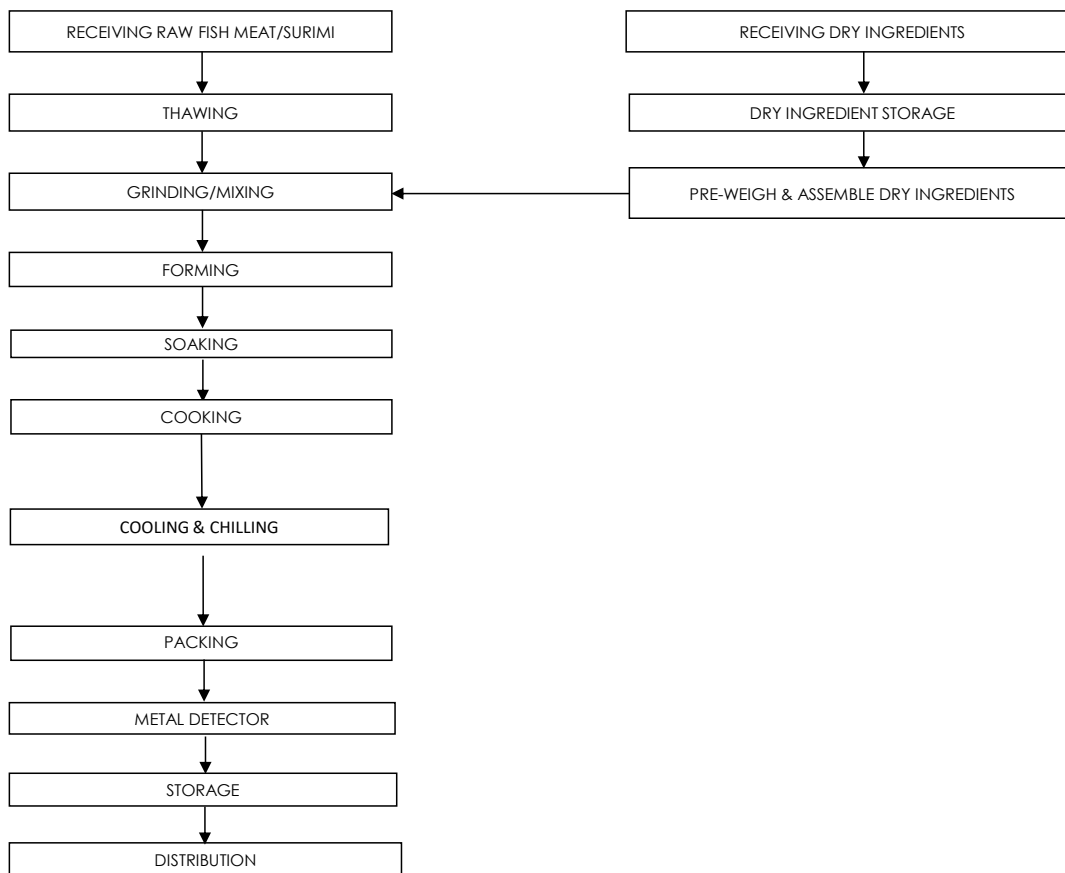 RECEIVING RAW FISH MEAT/SURIMI
RECEIVING DRY INGREDIENTS
THAWING
DRY INGREDIENT STORAGE
GRINDING/MIXING
PRE-WEIGH & ASSEMBLE DRY INGREDIENTS
FORMING
SOAKING
COOKING
COOLING & CHILLING
PACKING
METAL DETECTOR
STORAGE
DISTRIBUTION